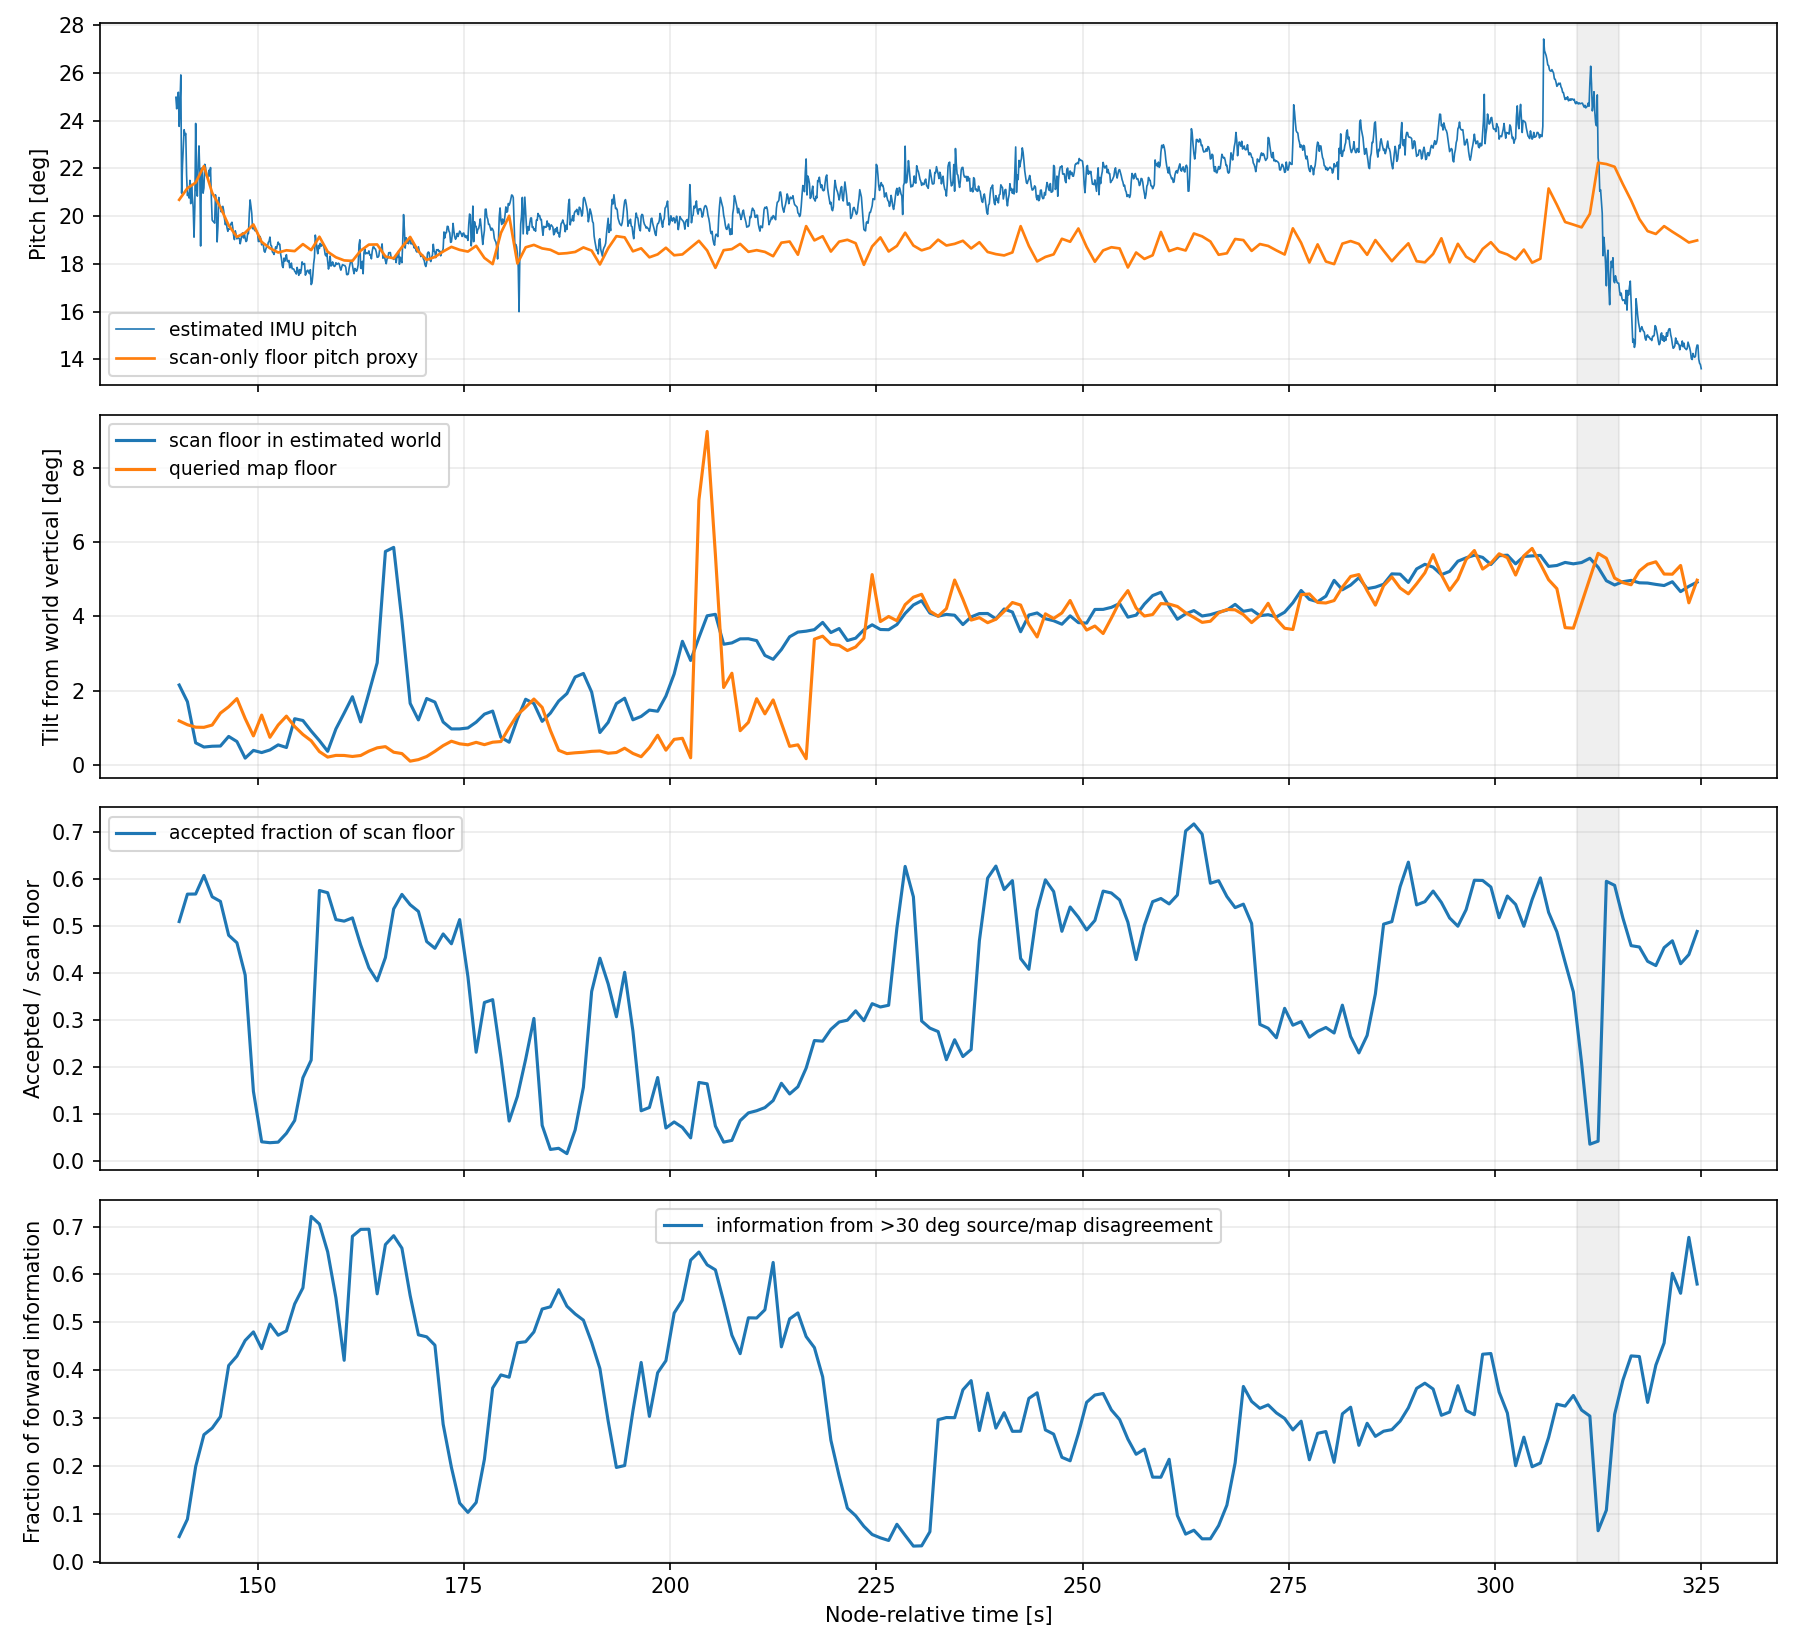 28
26
24
22
20
18
16
14
Pitch [deg]
estimated IMU pitch
scan-only floor pitch proxy
8
6
4
2
0
Tilt from world vertical [deg]
scan floor in estimated world
queried map floor
0.7
0.6
0.5
0.4
0.3
0.2
0.1
0.0
Accepted / scan floor
accepted fraction of scan floor
0.7
0.6
0.5
0.4
0.3
0.2
0.1
0.0
Fraction of forward information
information from >30 deg source/map disagreement
150 175 200 225 250 275 300 325
Node-relative time [s]